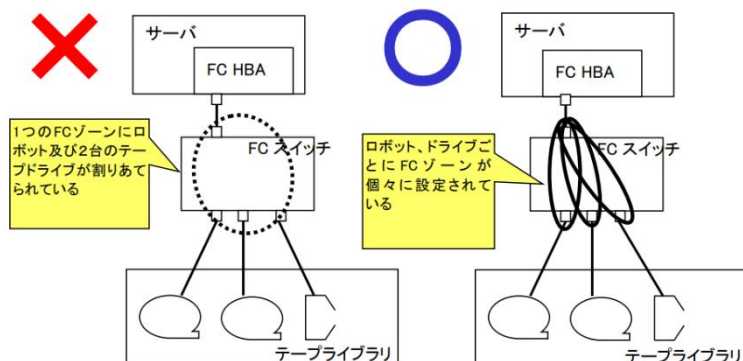 サーバ
FC HBA
1つのFCゾーンにロ
ボット及び2台のテー
プドライブが割りあて
られている
FC スイッチ
テープライブラリ
サーバ
FC HBA
ロボット、ドライブご
とにFCゾーンが
個々に設定されて
いる
FC スイッチ
テープライブラリ